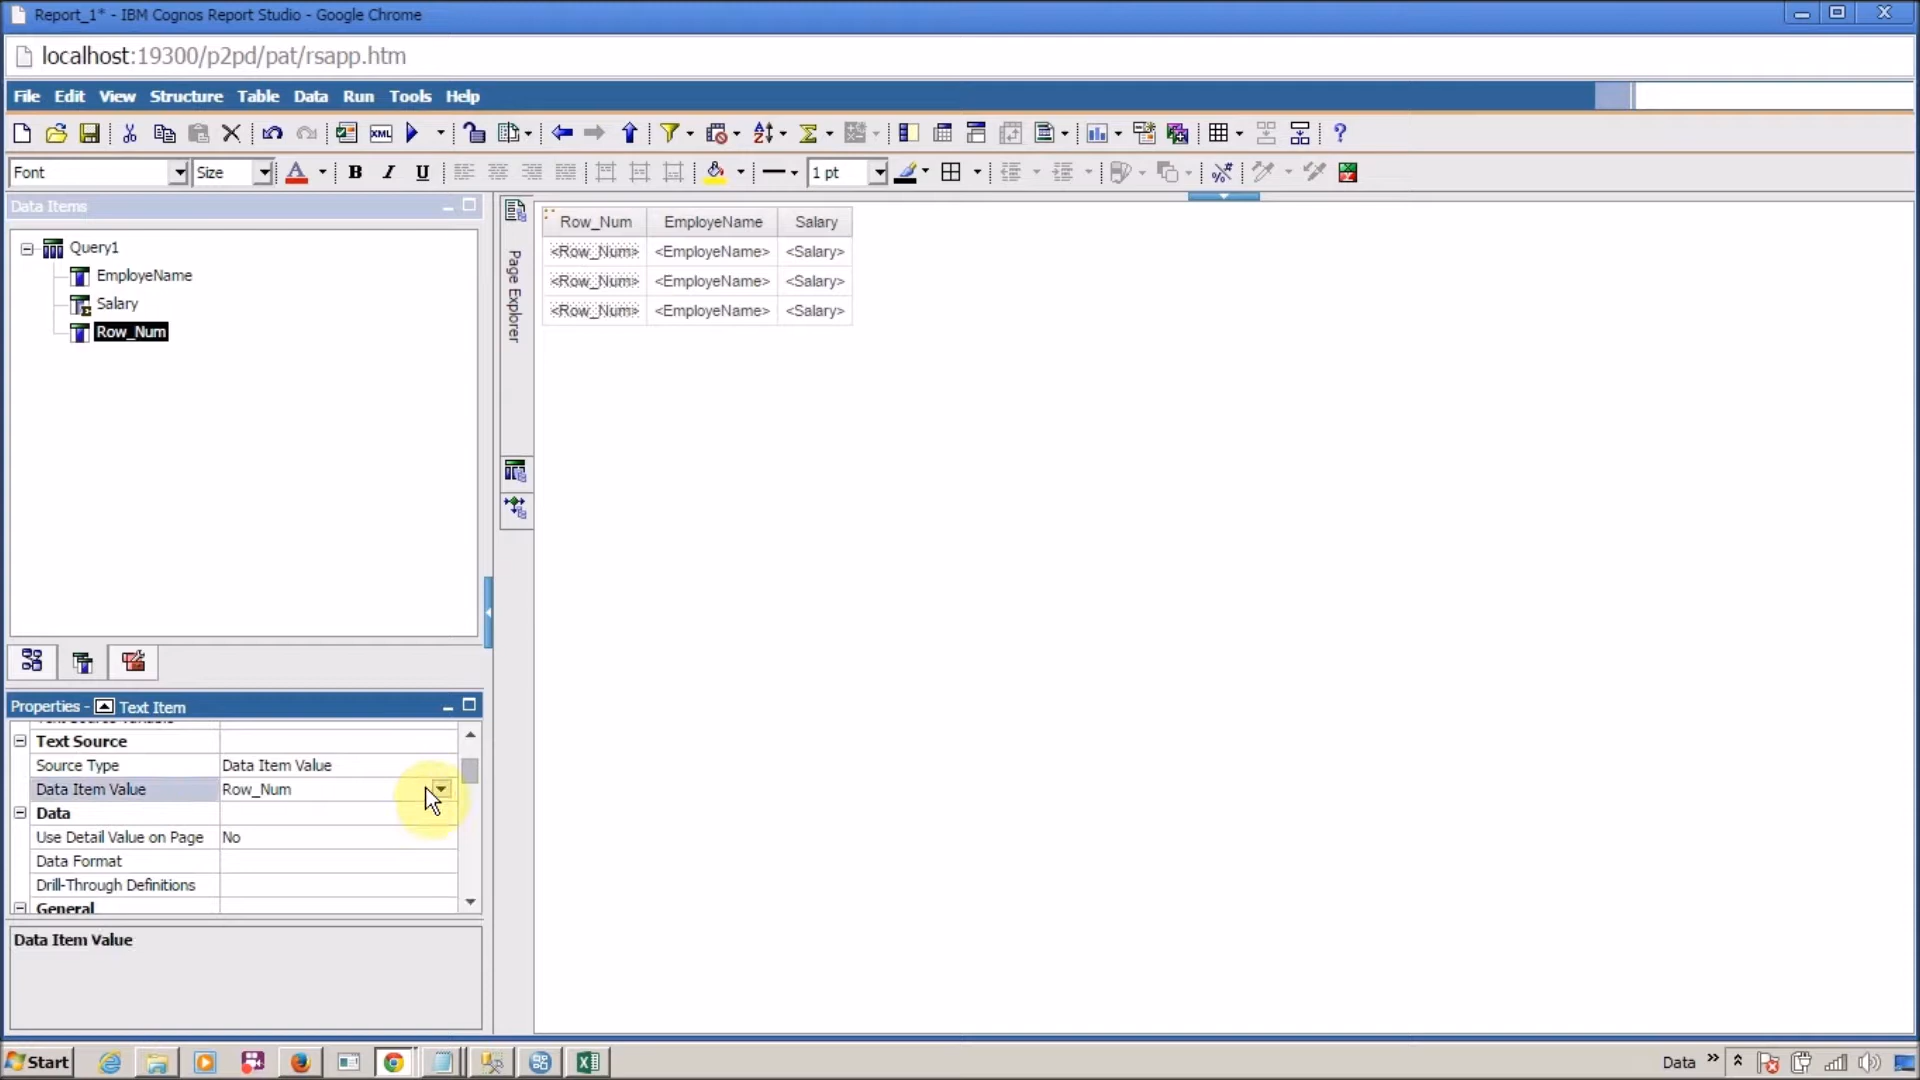 Report_1* - IBM Cognos Report Studio - Google Chrome
localhost:19300/p2pd/pat/rsapp.htm
File Edit View Structure Table Data Run Tools Help
XML
Font Size A B I U 1 pt
Data Items
Query1
EmployeName
Salary
Row_Num
Page Explorer
Row_Num EmployeName Salary
<Row_Num> <EmployeName> <Salary>
<Row_Num> <EmployeName> <Salary>
<Row_Num> <EmployeName> <Salary>
Properties - Text Item
Text Source Variable
Text Source
Source Type Data Item Value
Data Item Value Row_Num
Data
Use Detail Value on Page No
Data Format
Drill-Through Definitions
General
Data Item Value
Start Data »